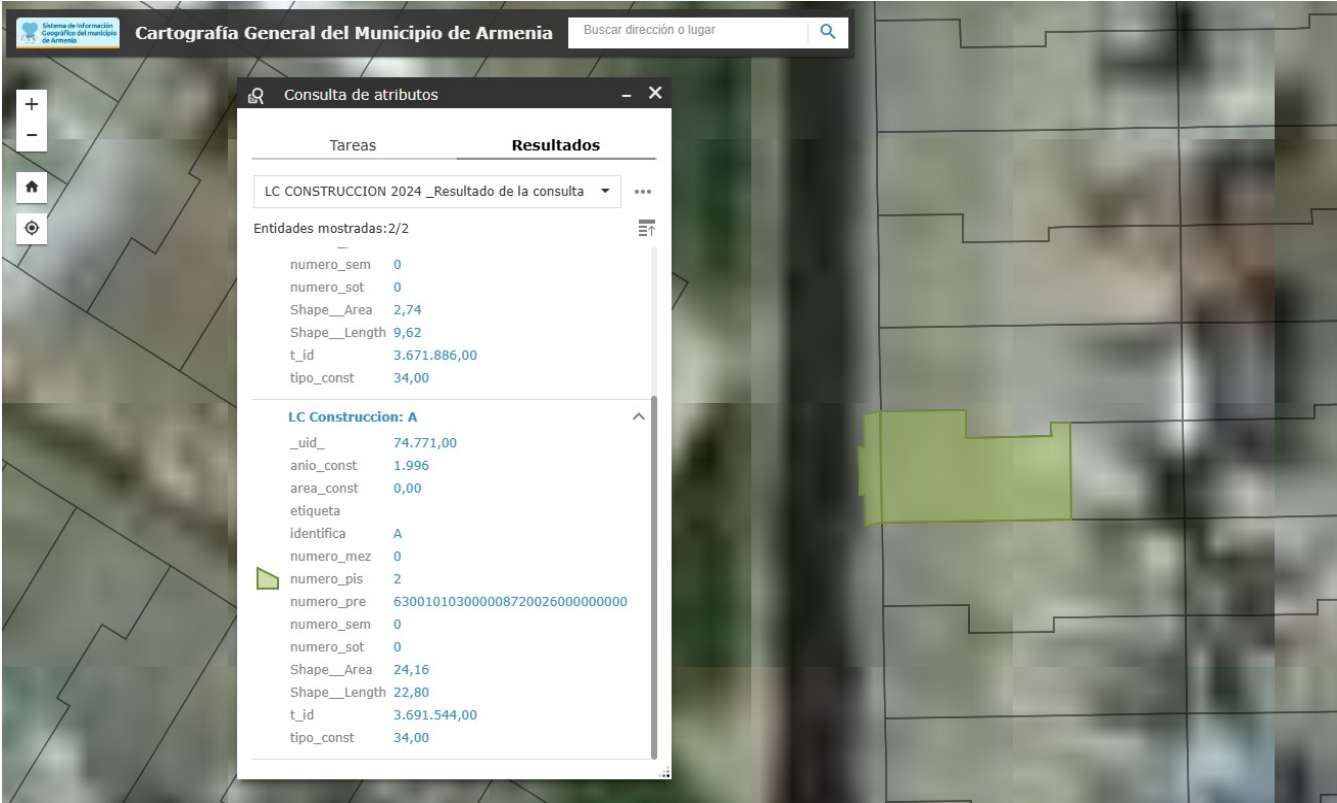 Sistema de Información
Geográfico del municipio
de Armenia
Cartografía General del Municipio de Armenia
Buscar dirección o lugar
+
−
Consulta de atributos
Tareas Resultados
LC CONSTRUCCION 2024 _Resultado de la consulta
Entidades mostradas:2/2
numero_sem 0
numero_sot 0
Shape__Area 2,74
Shape__Length 9,62
t_id 3.671.886,00
tipo_const 34,00
LC Construccion: A
_uid_ 74.771,00
anio_const 1.996
area_const 0,00
etiqueta
identifica A
numero_mez 0
numero_pis 2
numero_pre 630010103000008720026000000000
numero_sem 0
numero_sot 0
Shape__Area 24,16
Shape__Length 22,80
t_id 3.691.544,00
tipo_const 34,00